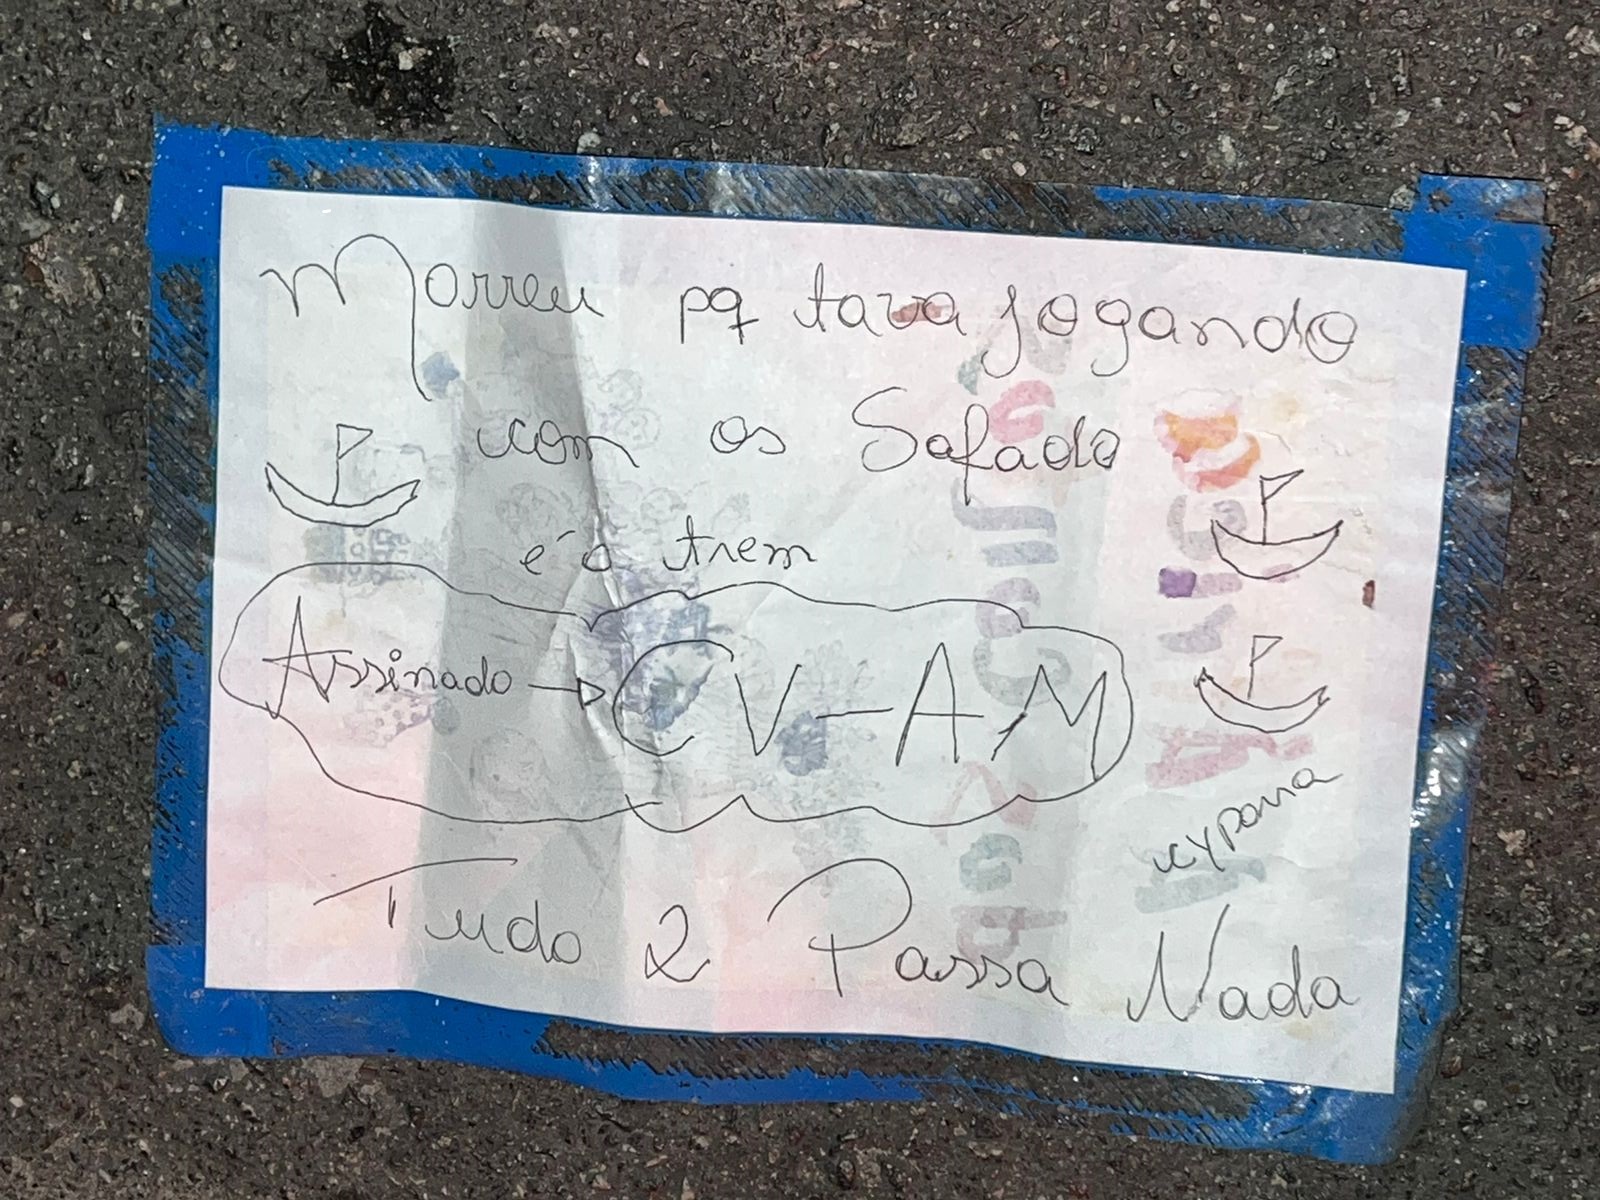 Morreu pq tava jogando
com os Safado
é o trem
Assinado → CV-AM
Tudo 2 Passa Nada